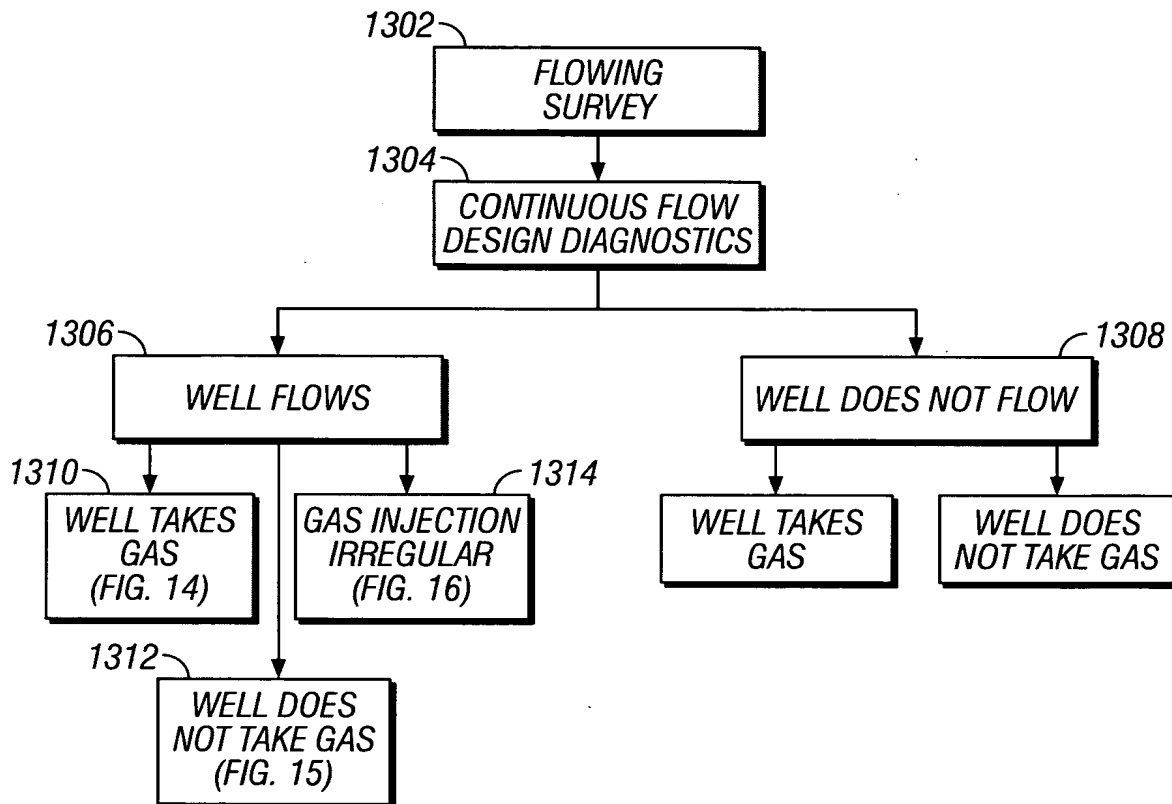 1302
FLOWING
SURVEY
1304
CONTINUOUS FLOW
DESIGN DIAGNOSTICS
1306
WELL FLOWS
1308
WELL DOES NOT FLOW
1310
WELL TAKES
GAS
(FIG. 14)
1314
GAS INJECTION
IRREGULAR
(FIG. 16)
WELL TAKES
GAS
WELL DOES
NOT TAKE GAS
1312
WELL DOES
NOT TAKE GAS
(FIG. 15)